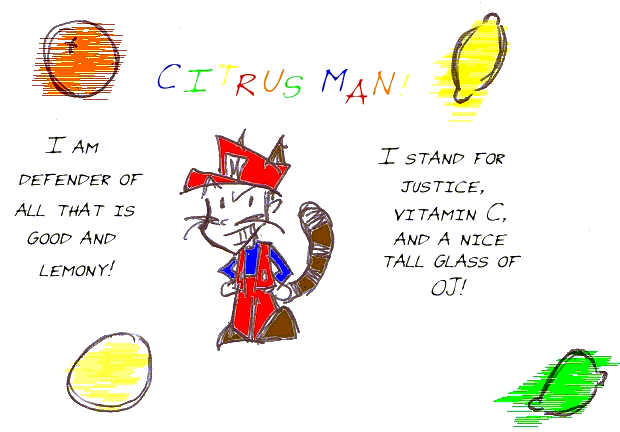 CITRUS MAN!
I AM
DEFENDER OF
ALL THAT IS
GOOD AND
LEMONY!
I STAND FOR
JUSTICE,
VITAMIN C,
AND A NICE
TALL GLASS OF
OJ!
M